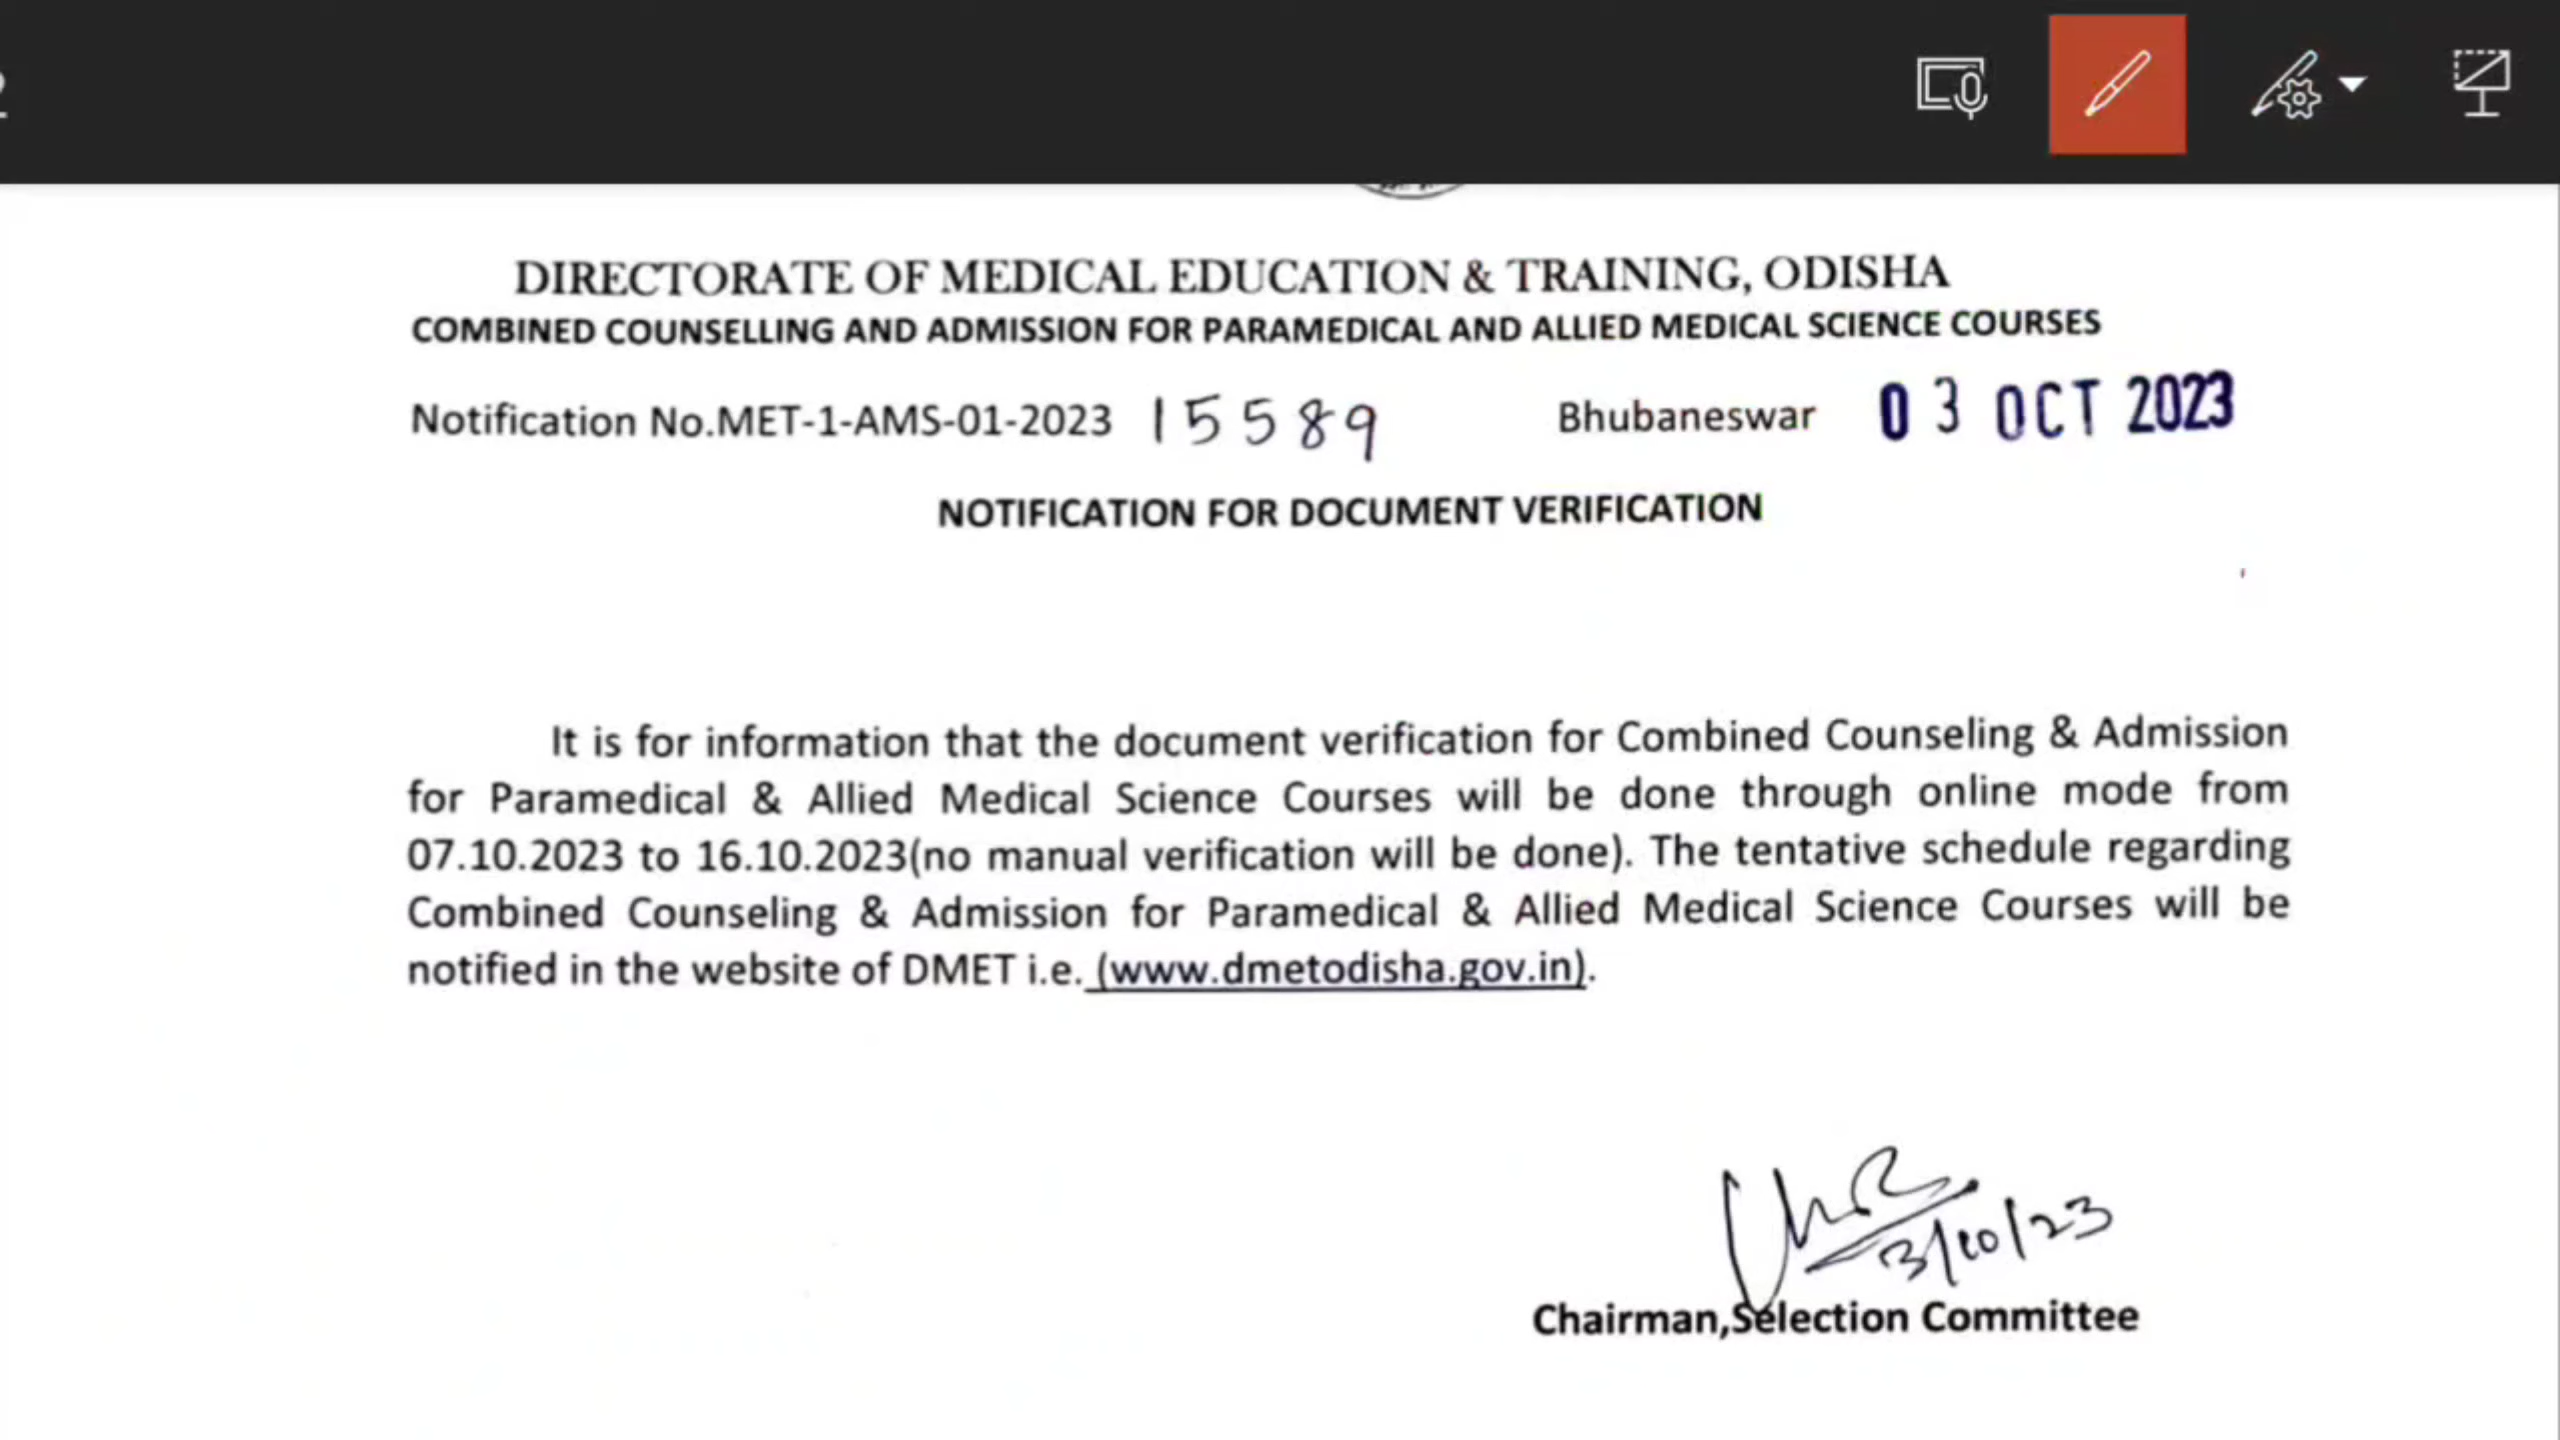 DIRECTORATE OF MEDICAL EDUCATION & TRAINING, ODISHA
COMBINED COUNSELLING AND ADMISSION FOR PARAMEDICAL AND ALLIED MEDICAL SCIENCE COURSES
Notification No.MET-1-AMS-01-2023 15589 Bhubaneswar 03 OCT 2023
NOTIFICATION FOR DOCUMENT VERIFICATION
It is for information that the document verification for Combined Counseling & Admission
for Paramedical & Allied Medical Science Courses will be done through online mode from
07.10.2023 to 16.10.2023(no manual verification will be done). The tentative schedule regarding
Combined Counseling & Admission for Paramedical & Allied Medical Science Courses will be
notified in the website of DMET i.e. (www.dmetodisha.gov.in).
3/10/23
Chairman,Selection Committee